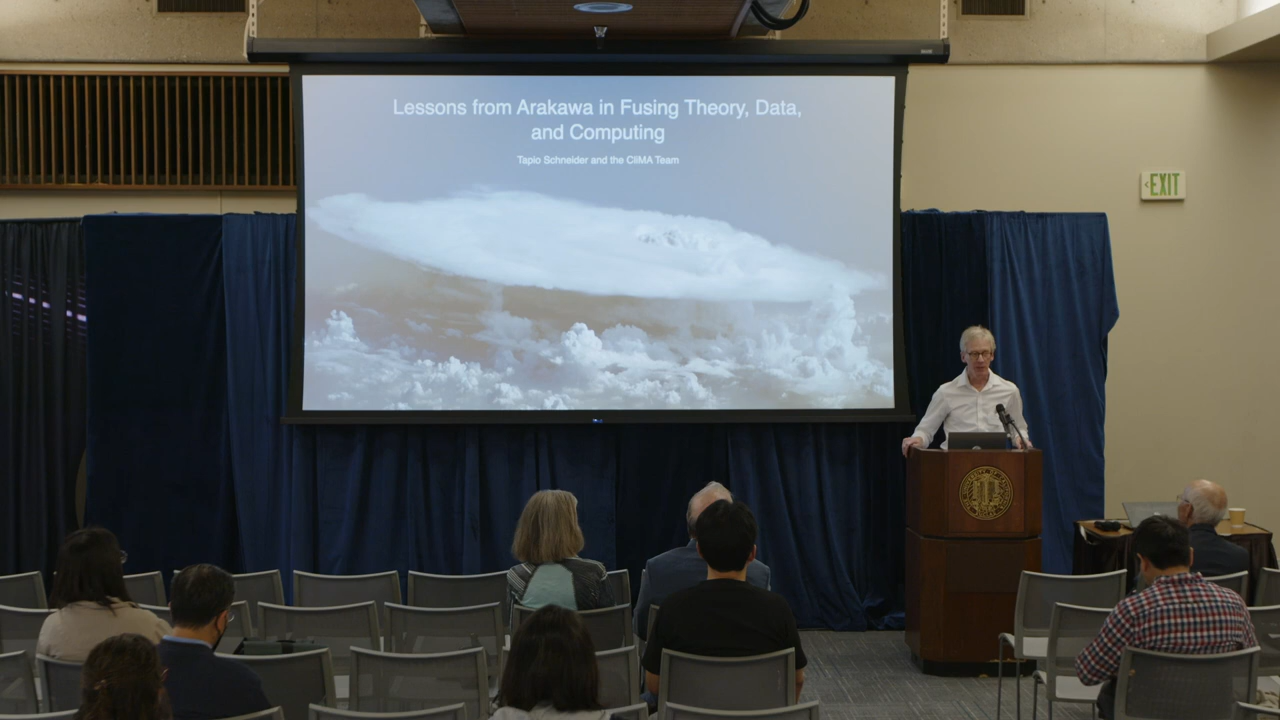 Lessons from Arakawa in Fusing Theory, Data,
and Computing
Tapio Schneider and the CliMA Team
EXIT